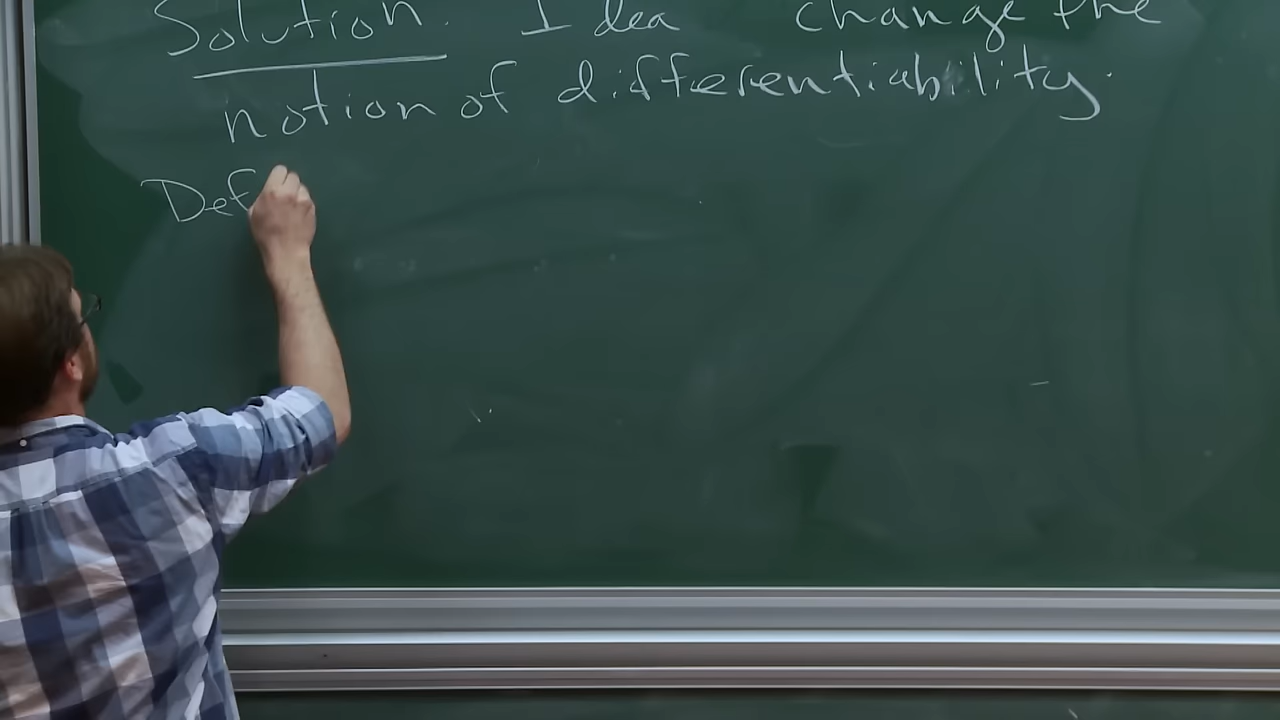 Solution. Idea change the
notion of differentiability.
Def